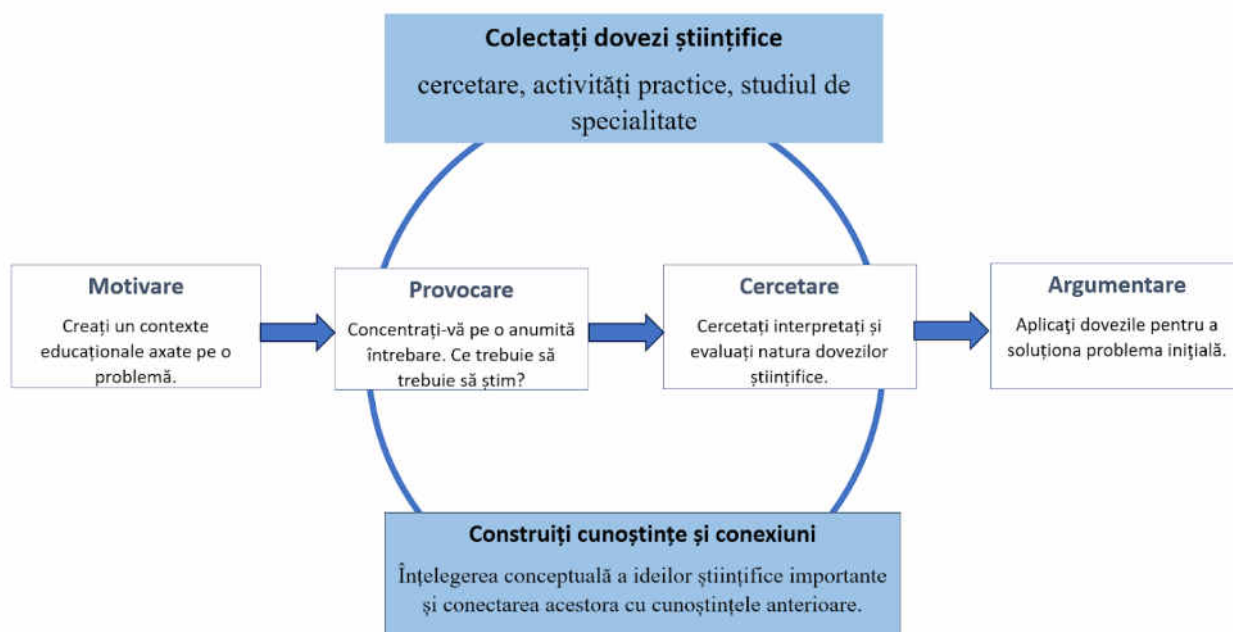 Colectați dovezi științifice
cercetare, activități practice, studiul de
specialitate
Motivare
Creați un contexte
educaționale axate pe o
problemă.
Provocare
Concentrați-vă pe o anumită
întrebare. Ce trebuie să
trebuie să știm?
Cercetare
Cercetați interpretați și
evaluați natura dovezilor
științifice.
Argumentare
Aplicați dovezile pentru a
soluționa problema inițială.
Construiți cunoștințe și conexiuni
Înțelegerea conceptuală a ideilor științifice importante
și conectarea acestora cu cunoștințele anterioare.